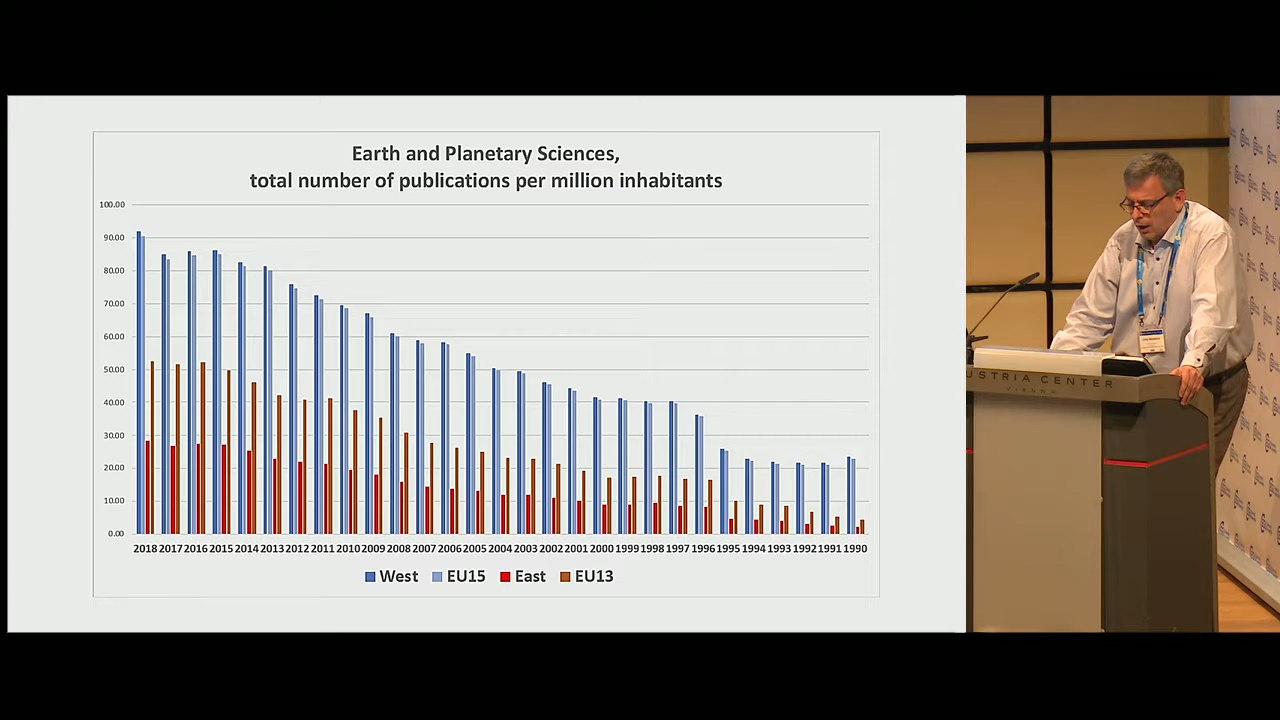 Earth and Planetary Sciences,
total number of publications per million inhabitants
100.00
90.00
80.00
70.00
60.00
50.00
40.00
30.00
20.00
10.00
0.00
2018 2017 2016 2015 2014 2013 2012 2011 2010 2009 2008 2007 2006 2005 2004 2003 2002 2001 2000 1999 1998 1997 1996 1995 1994 1993 1992 1991 1990
West EU15 East EU13
USTRIA CENTER
VIENNA